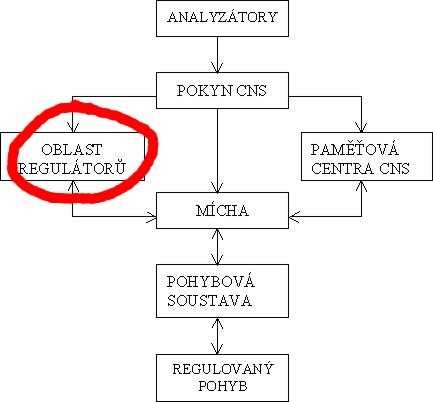 ANALYZÁTORY
POKYN CNS
OBLAST
REGULÁTORŮ
PAMĚŤOVÁ
CENTRA CNS
MÍCHA
POHYBOVÁ
SOUSTAVA
REGULOVANÝ
POHYB